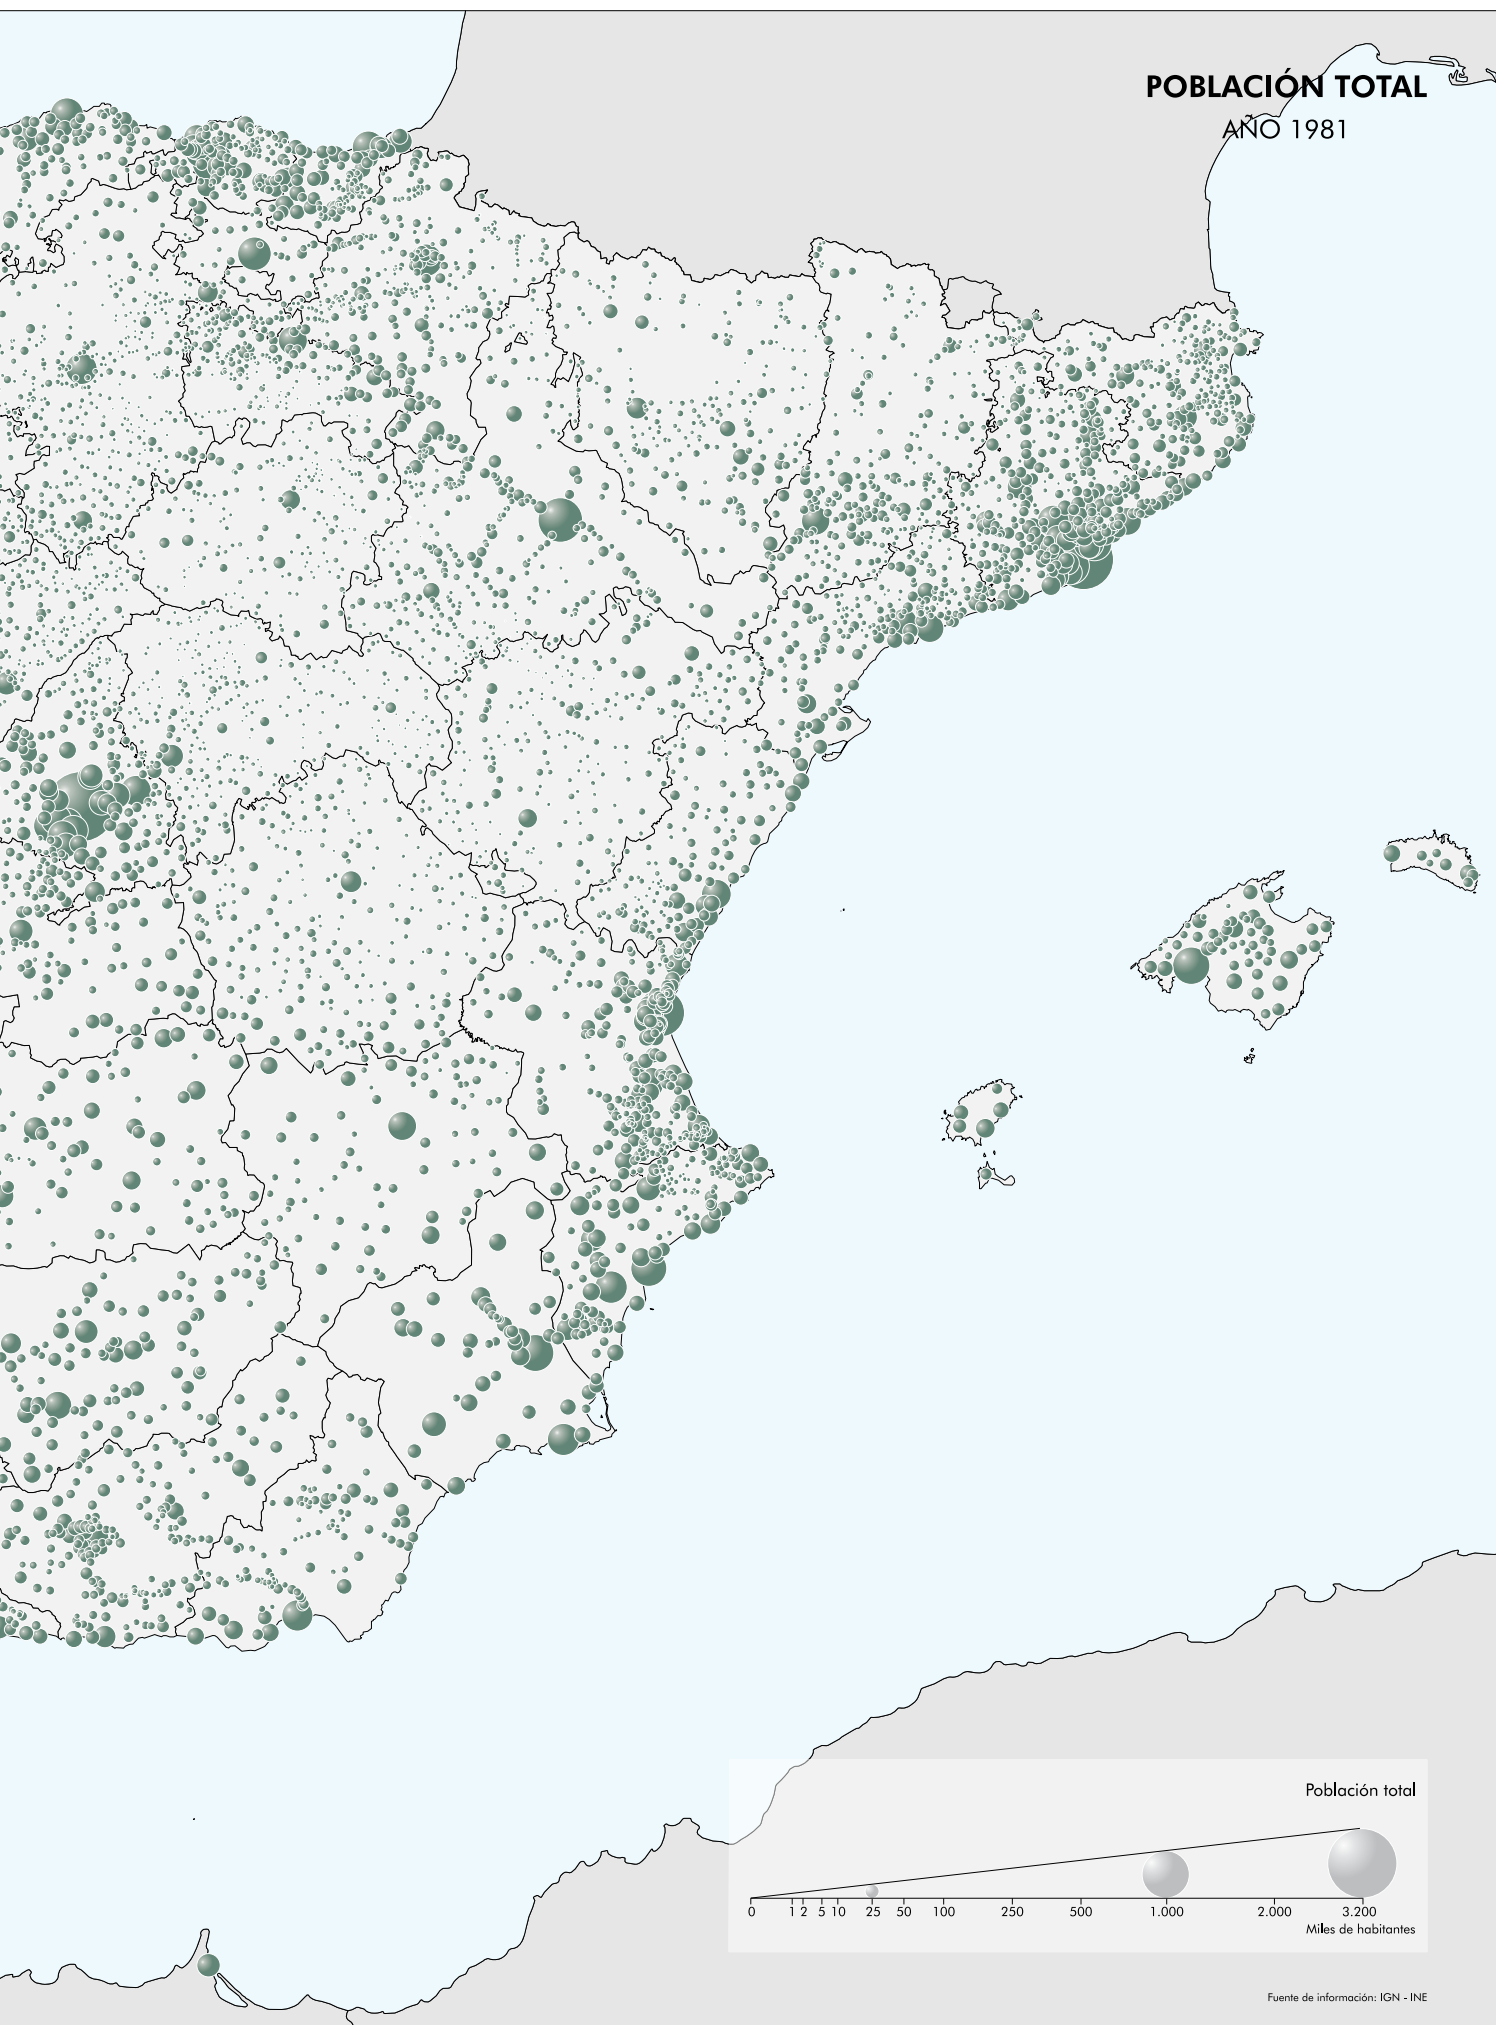 POBLACIÓN TOTAL
AÑO 1981
Población total
0 1 2 5 10 25 50 100 250 500 1.000 2.000 3.200
Miles de habitantes
Fuente de información: IGN - INE